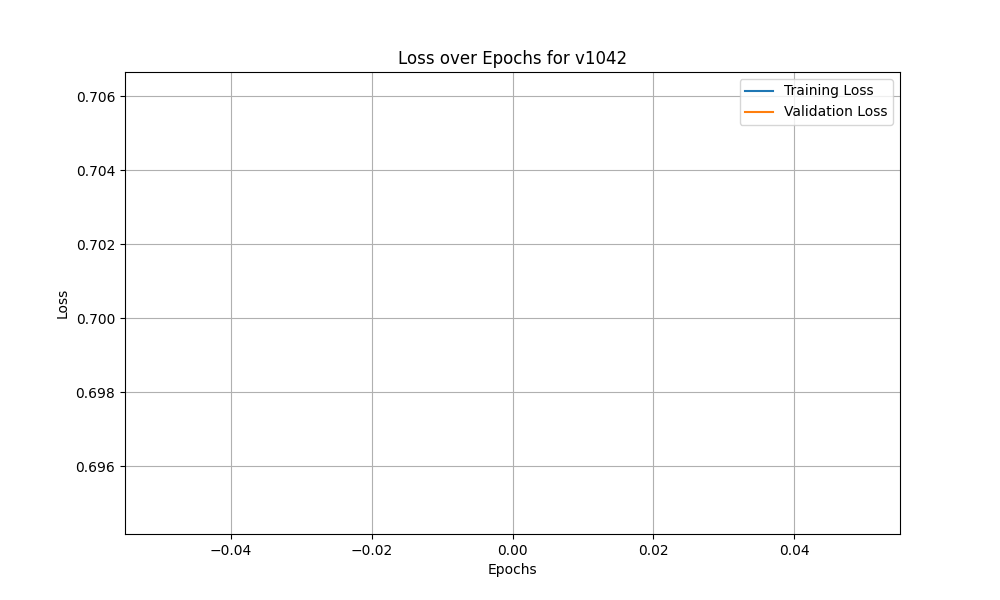 Loss over Epochs for v1042
Training Loss
Validation Loss
0.706
0.704
0.702
0.700
0.698
0.696
Loss
−0.04
−0.02
0.00
0.02
0.04
Epochs